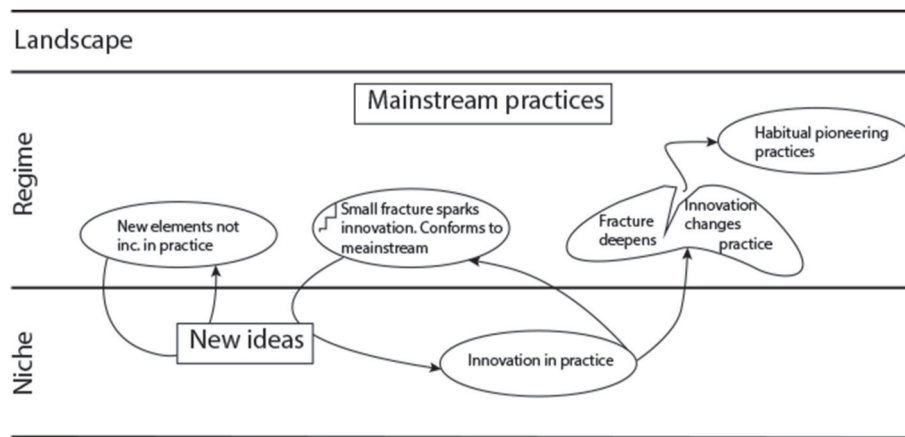 Landscape
Regime
Mainstream practices
Habitual pioneering
practices
New elements not
inc. in practice
Small fracture sparks
innovation. Conforms to
meainstream
Fracture
deepens
Innovation
changes
practice
Niche
New ideas
Innovation in practice